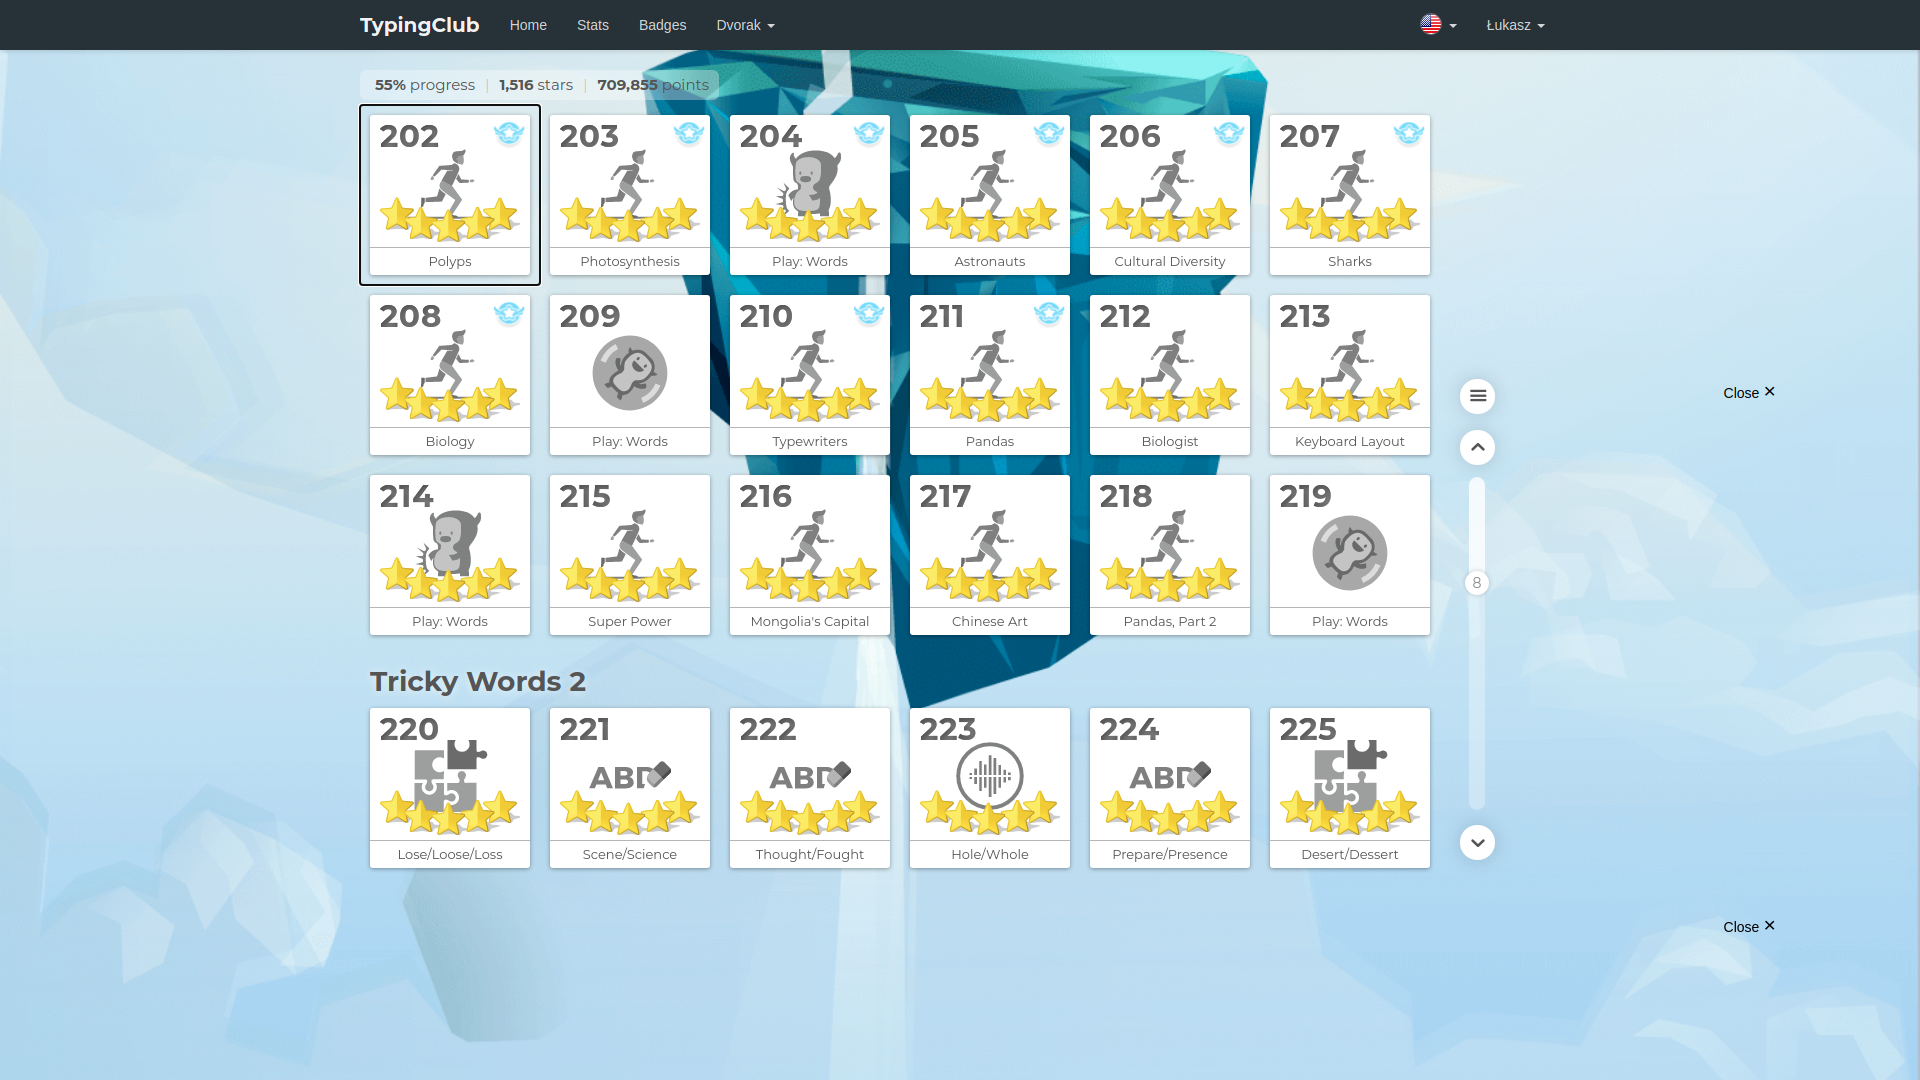 TypingClub Home Stats Badges Dvorak Łukasz
55% progress | 1,516 stars | 709,855 points
202 203 204 205 206 207
Polyps Photosynthesis Play: Words Astronauts Cultural Diversity Sharks
208 209 210 211 212 213
Biology Play: Words Typewriters Pandas Biologist Keyboard Layout
Close ✕
214 215 216 217 218 219
8
Play: Words Super Power Mongolia's Capital Chinese Art Pandas, Part 2 Play: Words
Tricky Words 2
220 221 222 223 224 225
ABD ABD ABD
Lose/Loose/Loss Scene/Science Thought/Fought Hole/Whole Prepare/Presence Desert/Dessert
Close ✕